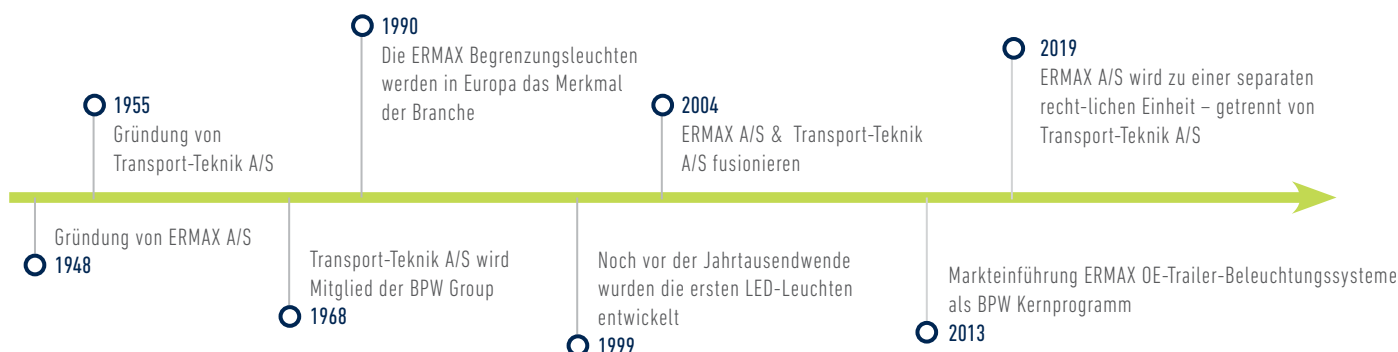 1990
Die ERMAX Begrenzungsleuchten
werden in Europa das Merkmal
der Branche
2019
ERMAX A/S wird zu einer separaten
recht-lichen Einheit – getrennt von
Transport-Teknik A/S
1955
Gründung von
Transport-Teknik A/S
2004
ERMAX A/S & Transport-Teknik
A/S fusionieren
Gründung von ERMAX A/S
1948
Transport-Teknik A/S wird
Mitglied der BPW Group
1968
Noch vor der Jahrtausendwende
wurden die ersten LED-Leuchten
entwickelt
1999
Markteinführung ERMAX OE-Trailer-Beleuchtungssysteme
als BPW Kernprogramm
2013